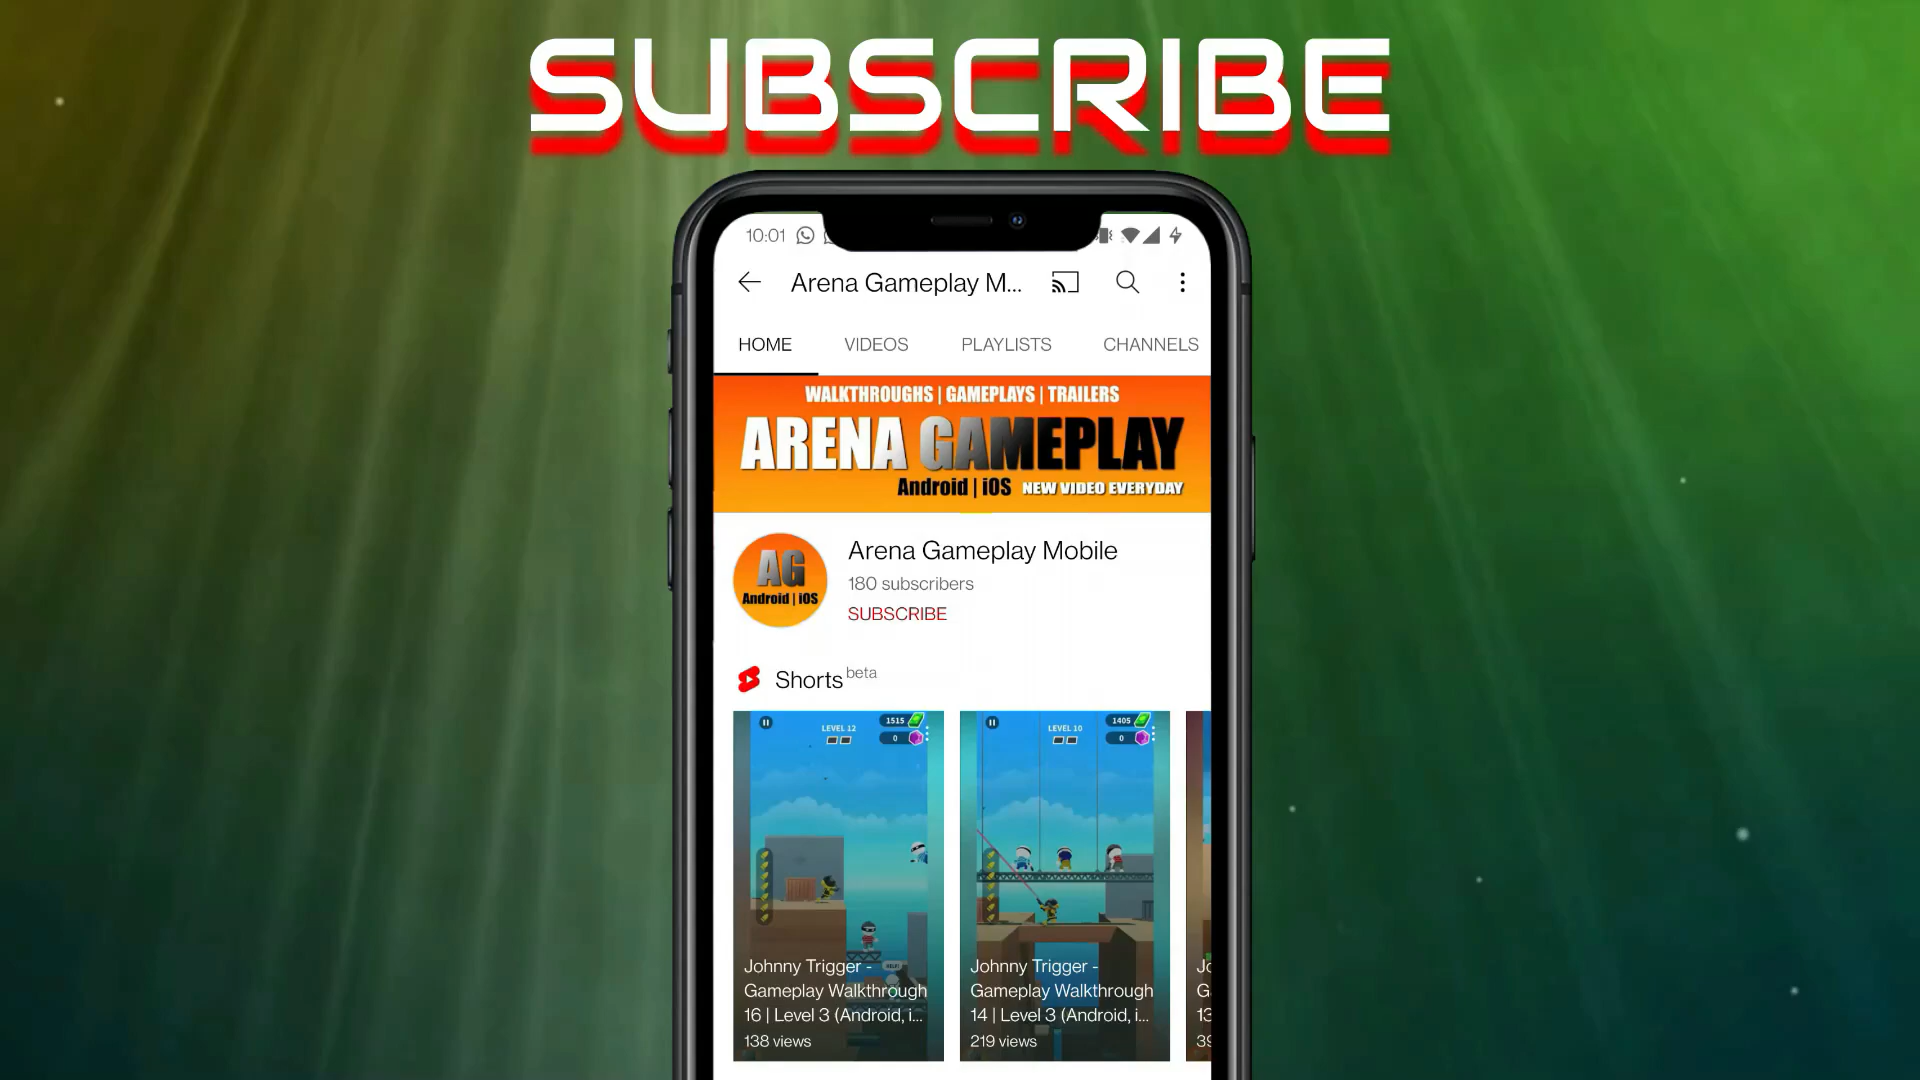 SUBSCRIBE
10:01
Arena Gameplay M...
HOME VIDEOS PLAYLISTS CHANNELS
WALKTHROUGHS | GAMEPLAYS | TRAILERS
ARENA GAMEPLAY
Android | iOS NEW VIDEO EVERYDAY
AG
Android | iOS
Arena Gameplay Mobile
180 subscribers
SUBSCRIBE
Shorts beta
LEVEL 12
1515
0
HELP!
Johnny Trigger -
Gameplay Walkthrough
16 | Level 3 (Android, i...
138 views
LEVEL 10
1405
0
Johnny Trigger -
Gameplay Walkthrough
14 | Level 3 (Android, i...
219 views